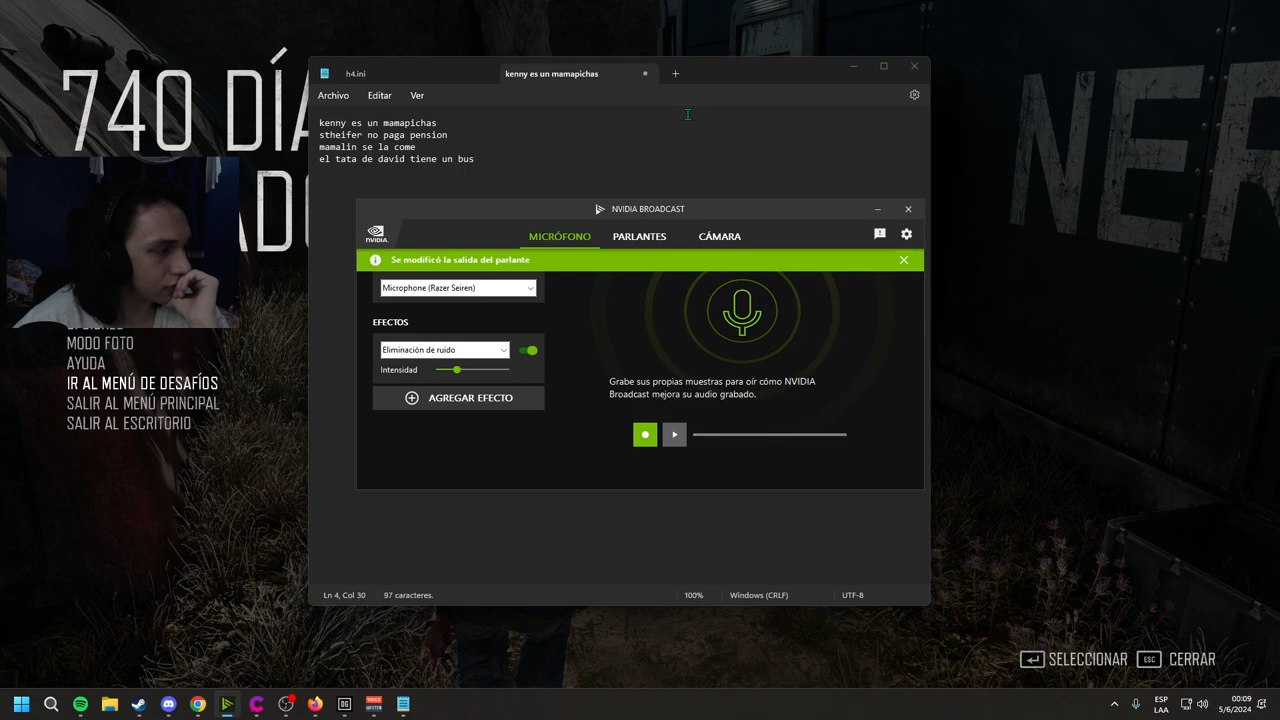 740 DÍA
ADO
NER
h4.ini
kenny es un mamapichas
Archivo
Editar
Ver
kenny es un mamapichas
stheifer no paga pension
mamalin se la come
el tata de david tiene un bus
NVIDIA BROADCAST
NVIDIA.
MICRÓFONO
PARLANTES
CÁMARA
Se modificó la salida del parlante
Microphone (Razer Seiren)
EFECTOS
Eliminación de ruido
Intensidad
AGREGAR EFECTO
Grabe sus propias muestras para oír cómo NVIDIA
Broadcast mejora su audio grabado.
MODO FOTO
AYUDA
IR AL MENÚ DE DESAFÍOS
SALIR AL MENÚ PRINCIPAL
SALIR AL ESCRITORIO
Ln 4, Col 30
97 caracteres.
100%
Windows (CRLF)
UTF-8
SELECCIONAR
ESC
CERRAR
ESP
LAA
00:09
5/6/2024